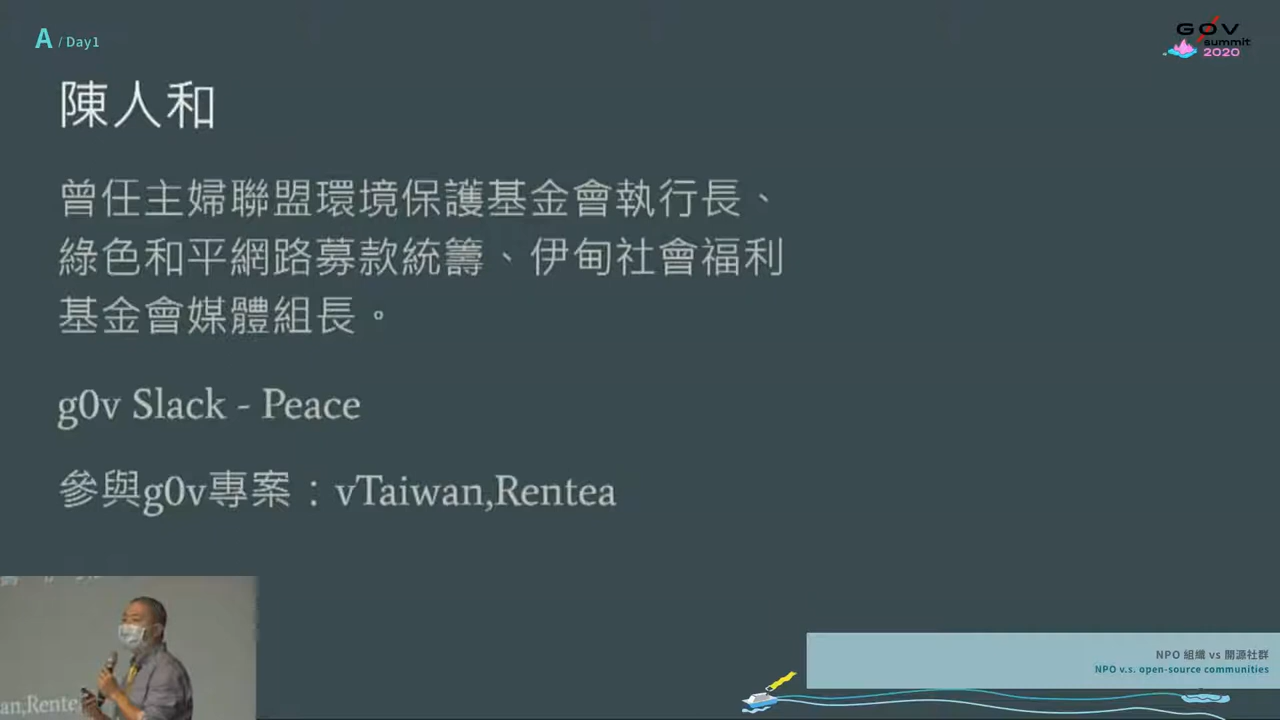 A / Day1
GOV
summit
2020
陳人和
曾任主婦聯盟環境保護基金會執行長、
綠色和平網路募款統籌、伊甸社會福利
基金會媒體組長。
g0v Slack - Peace
參與g0v專案：vTaiwan,Rentea
an,Rente
NPO 組織 vs 開源社群
NPO v.s. open-source communities